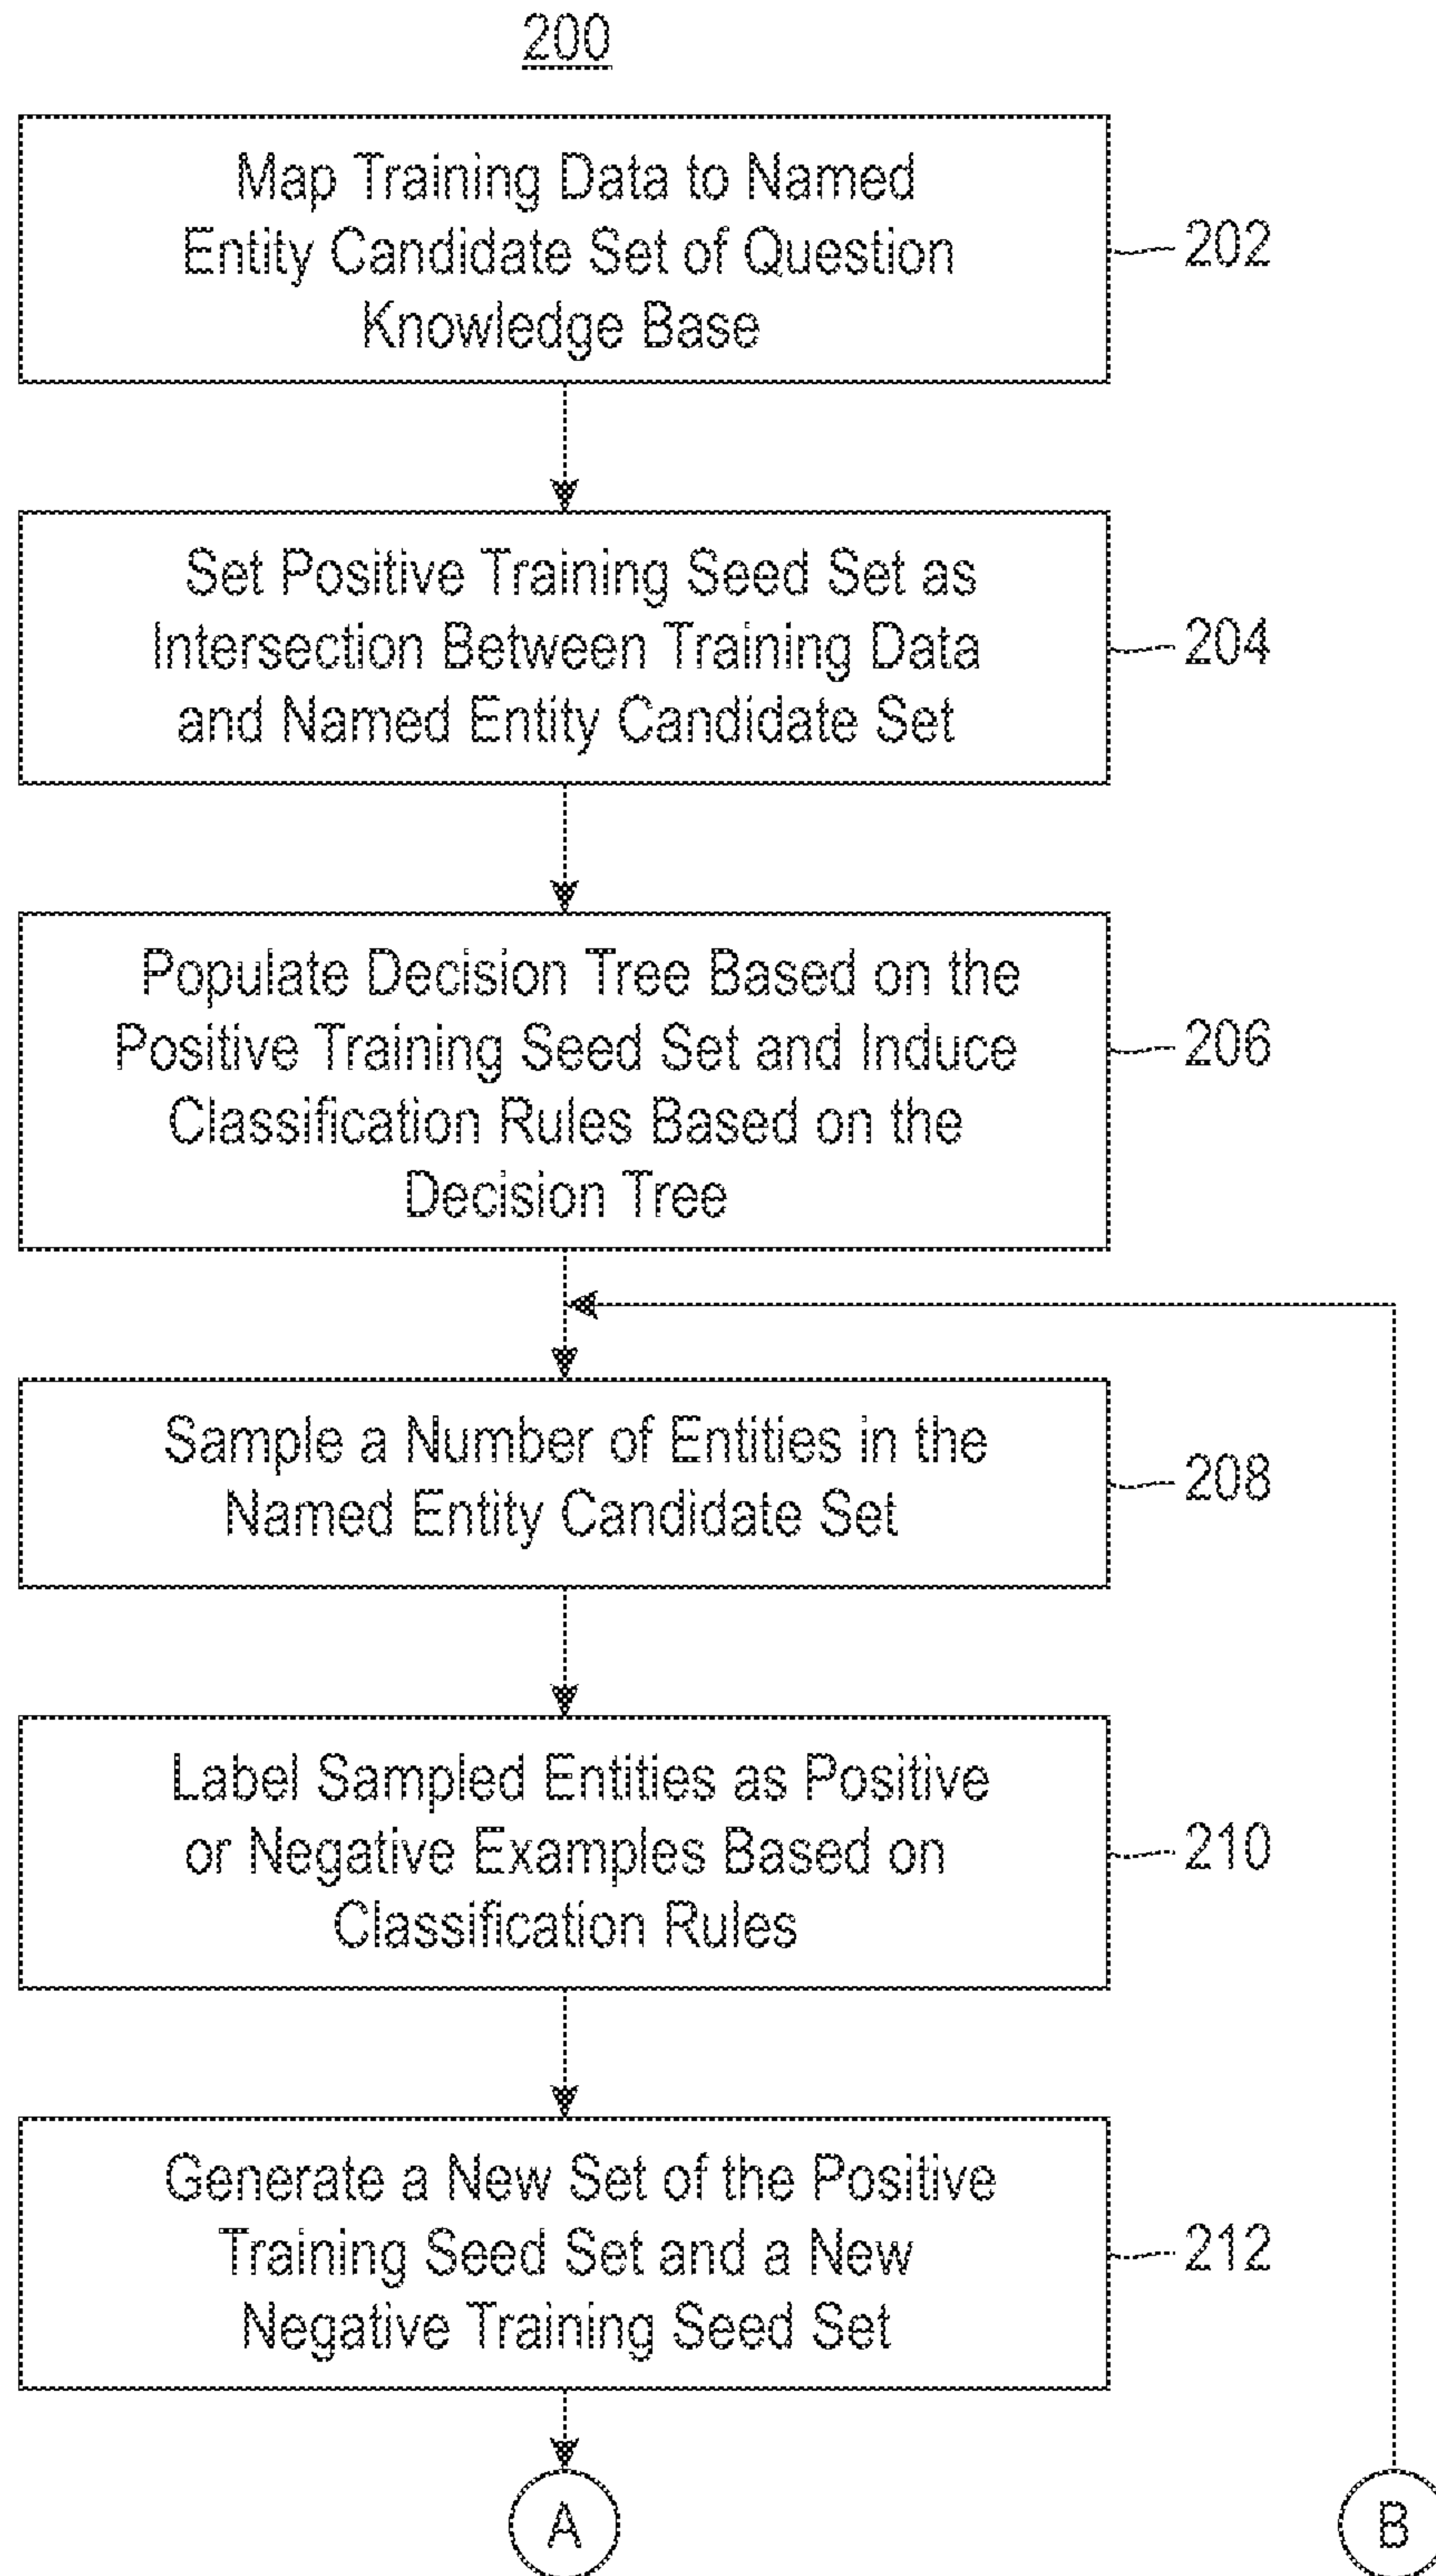 200
Map Training Data to Named
Entity Candidate Set of Question
Knowledge Base
202
Set Positive Training Seed Set as
Intersection Between Training Data
and Named Entity Candidate Set
204
Populate Decision Tree Based on the
Positive Training Seed Set and Induce
Classification Rules Based on the
Decision Tree
206
Sample a Number of Entities in the
Named Entity Candidate Set
208
Label Sampled Entities as Positive
or Negative Examples Based on
Classification Rules
210
Generate a New Set of the Positive
Training Seed Set and a New
Negative Training Seed Set
212
A
B